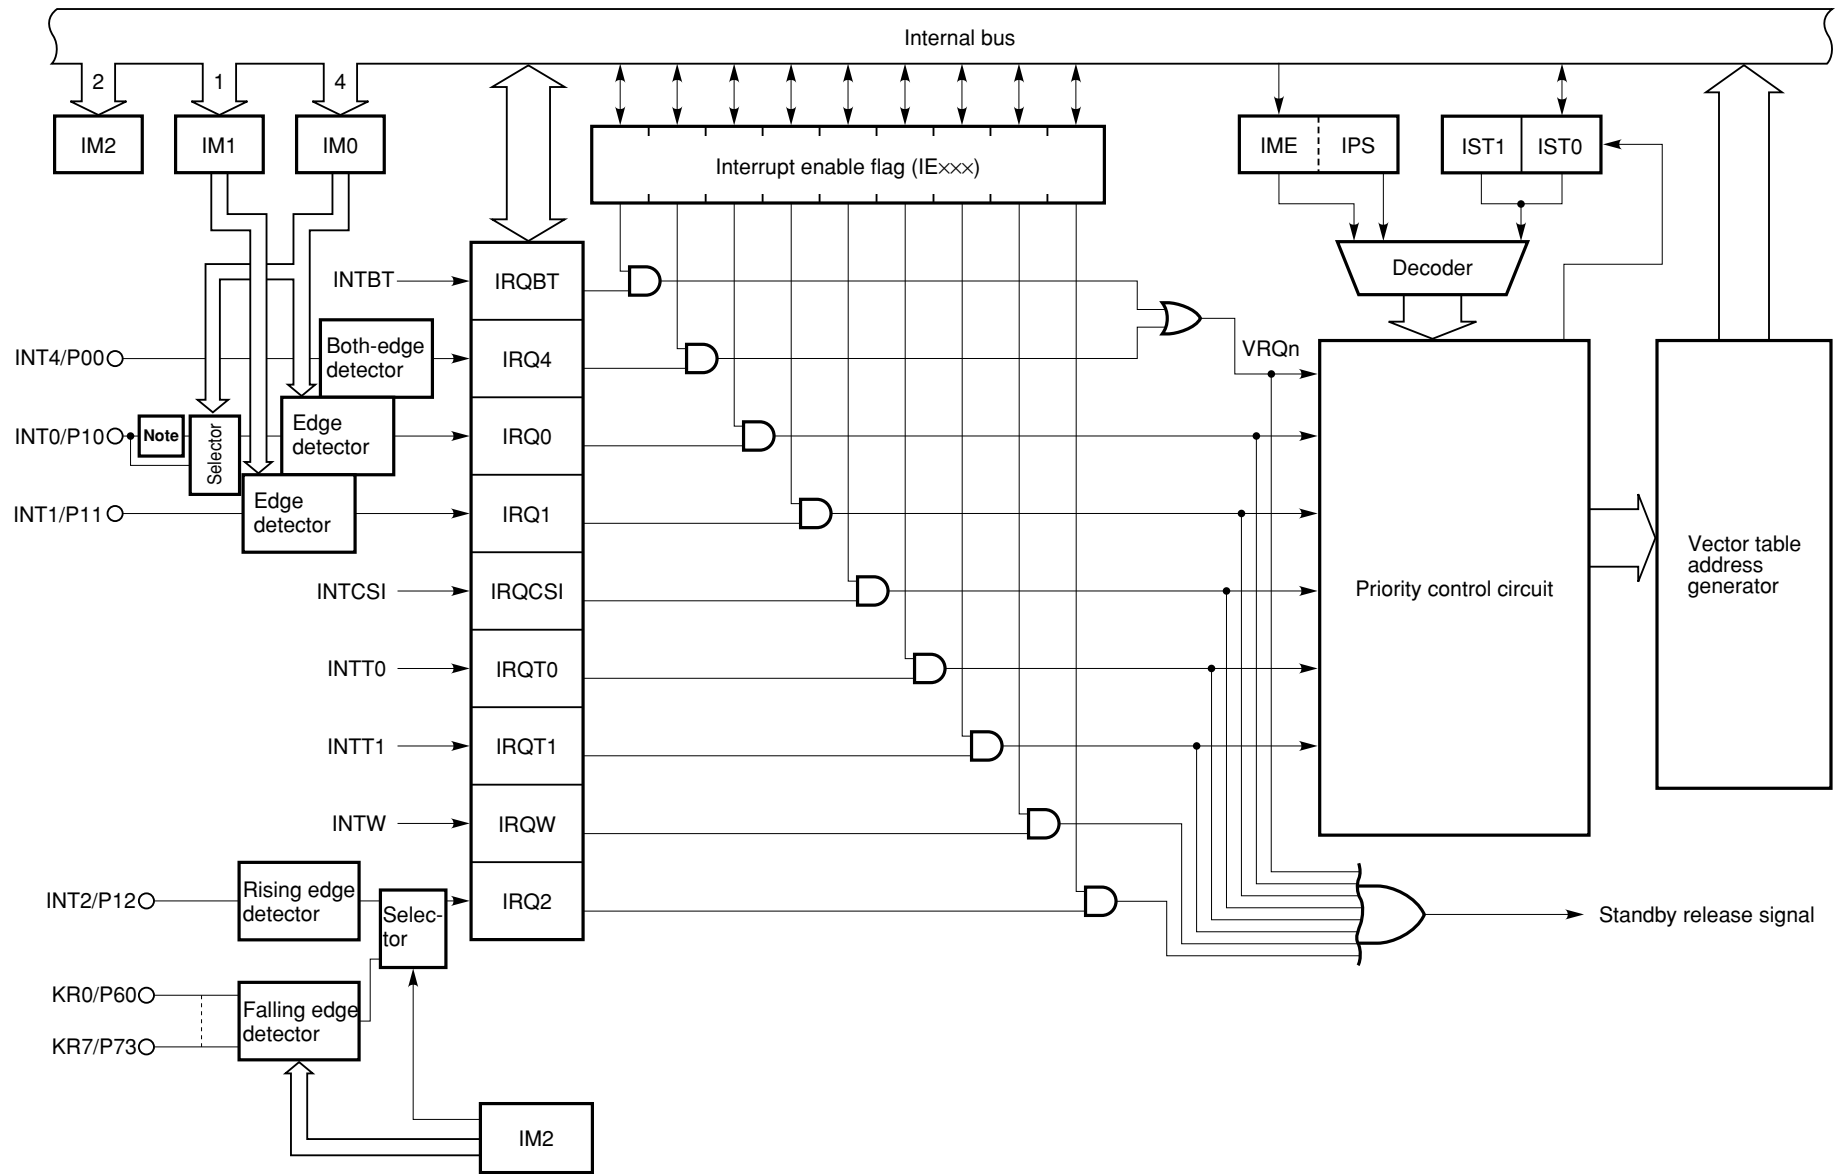 Internal bus
2
1
4
IM2
IM1
IM0
IME
IPS
IST1
IST0
Interrupt enable flag (IE×××)
Decoder
INTBT
IRQBT
INT4/P00
Both-edge
detector
IRQ4
VRQn
INT0/P10
Note
Selector
Edge
detector
IRQ0
INT1/P11
Edge
detector
IRQ1
INTCSI
IRQCSI
Priority control circuit
Vector table
address
generator
INTT0
IRQT0
INTT1
IRQT1
INTW
IRQW
INT2/P12
Rising edge
detector
Selec-
tor
IRQ2
Standby release signal
KR0/P60
Falling edge
detector
KR7/P73
IM2